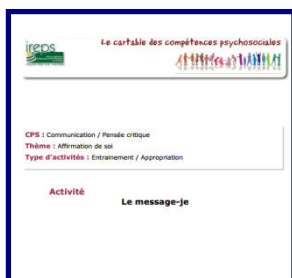 ireps
Le cartable des compétences psychosociales
CPS : Communication / Pensée critique
Thème : Affirmation de soi
Type d'activités : Entrainement / Appropriation
Activité
Le message-je